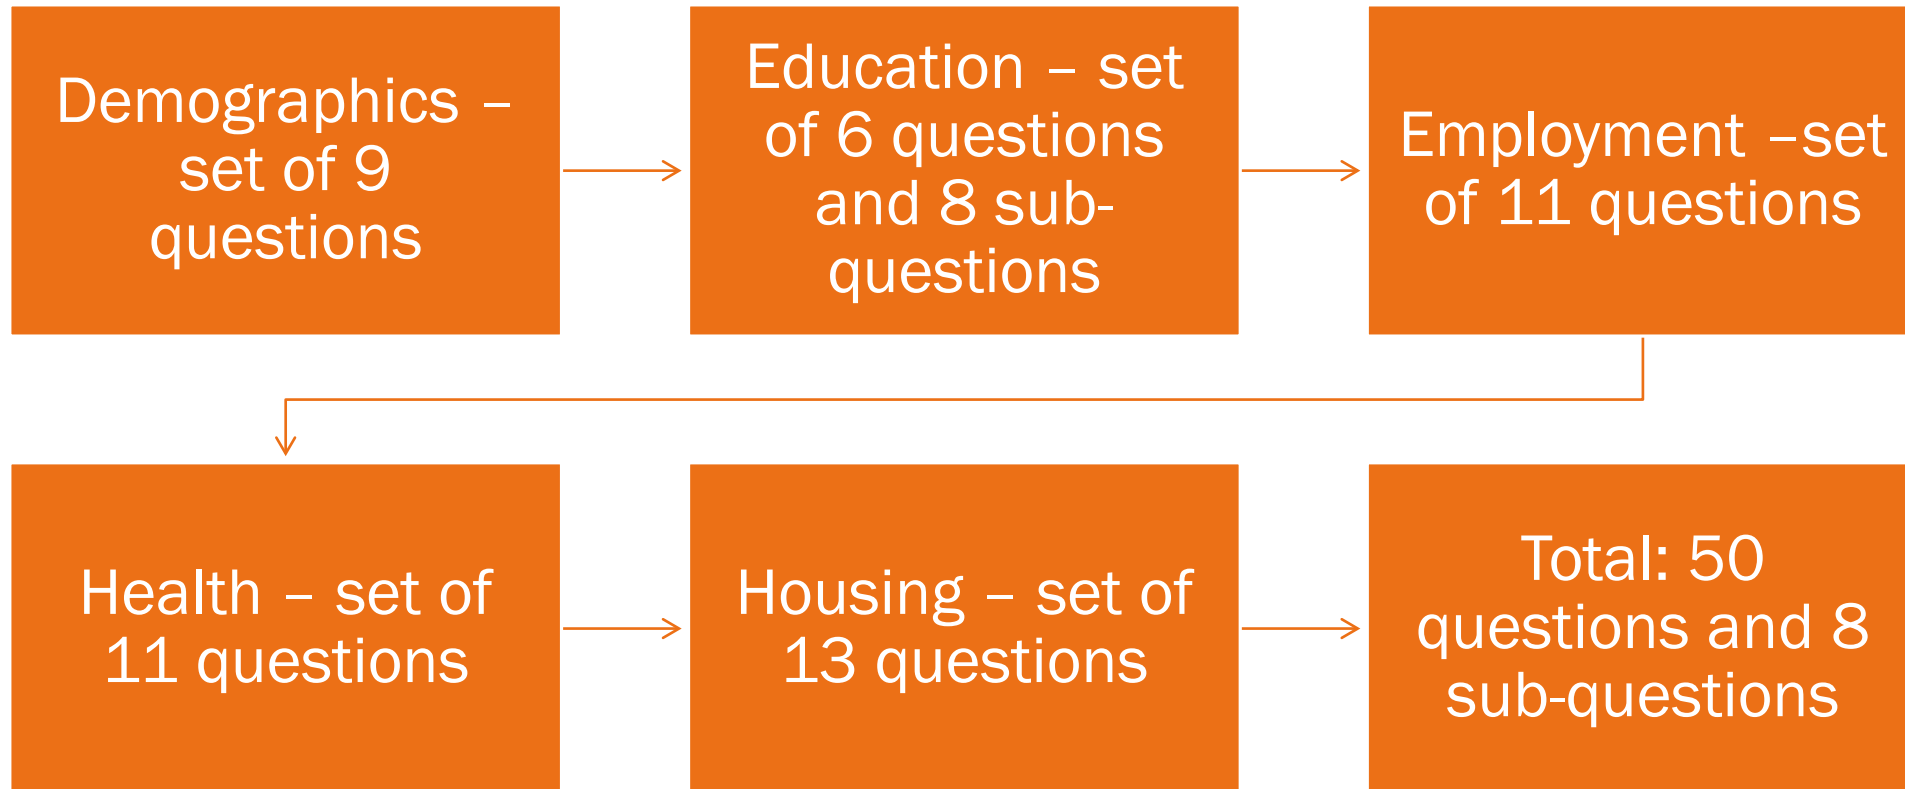 Demographics –
set of 9
questions
Education – set
of 6 questions
and 8 sub-
questions
Employment –set
of 11 questions
Health – set of
11 questions
Housing – set of
13 questions
Total: 50
questions and 8
sub-questions